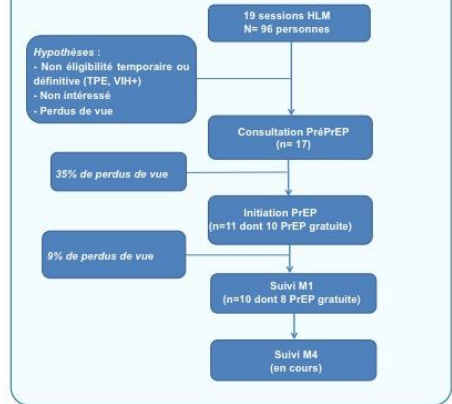 19 sessions HLM
N= 96 personnes
Hypothèses :
- Non éligibilité temporaire ou
définitive (TPE, VIH+)
- Non intéressé
- Perdus de vue
Consultation PréPrEP
(n= 17)
35% de perdus de vue
Initiation PrEP
(n=11 dont 10 PrEP gratuite)
9% de perdus de vue
Suivi M1
(n=10 dont 8 PrEP gratuite)
Suivi M4
(en cours)